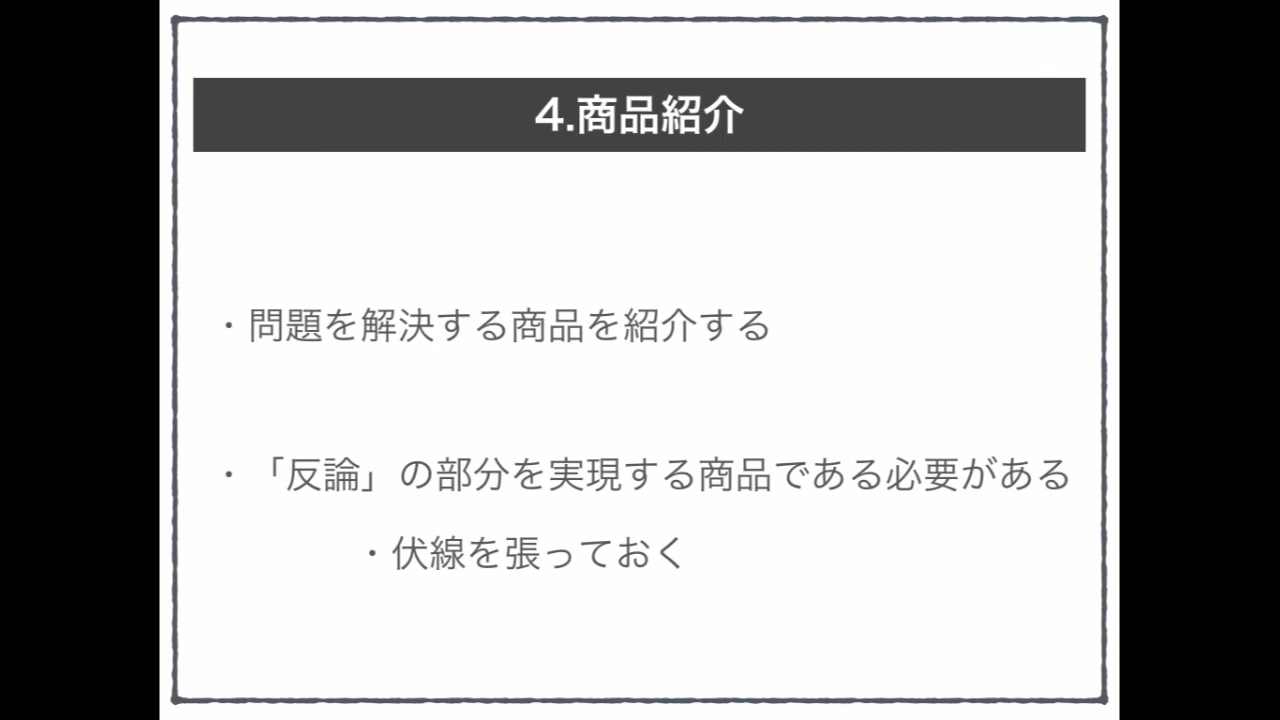 4.商品紹介
・問題を解決する商品を紹介する
・「反論」の部分を実現する商品である必要がある
・伏線を張っておく